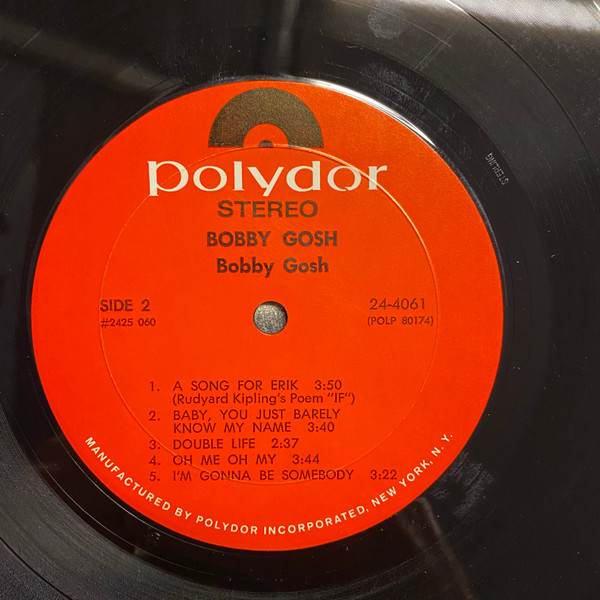 polydor
STEREO
BOBBY GOSH
Bobby Gosh
SIDE 2
#2425 060
24-4061
(POLP 80174)
1. A SONG FOR ERIK 3:50
(Rudyard Kipling's Poem "IF")
2. BABY, YOU JUST BARELY
KNOW MY NAME 3:40
3. DOUBLE LIFE 2:37
4. OH ME OH MY 3:44
5. I'M GONNA BE SOMEBODY 3:22
MANUFACTURED BY POLYDOR INCORPORATED, NEW YORK, N.Y.
STERLING